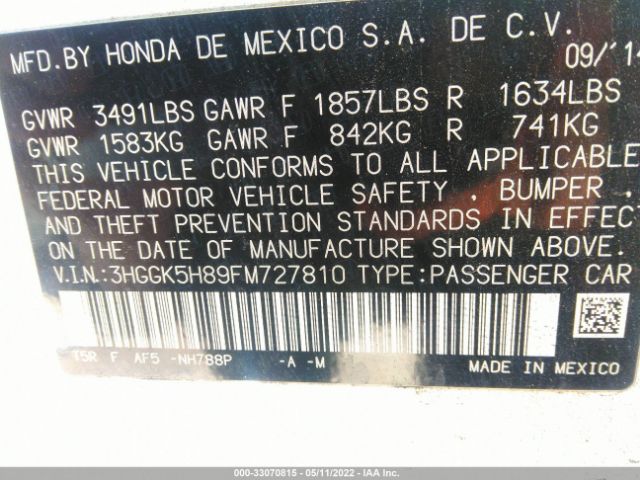 MFD.BY HONDA DE MEXICO S.A. DE C.V.
09/14
GVWR 3491LBS GAWR F 1857LBS R 1634LBS
GVWR 1583KG GAWR F 842KG R 741KG
THIS VEHICLE CONFORMS TO ALL APPLICABLE
FEDERAL MOTOR VEHICLE SAFETY , BUMPER ,
AND THEFT PREVENTION STANDARDS IN EFFECT
ON THE DATE OF MANUFACTURE SHOWN ABOVE.
V.I.N.:3HGGK5H89FM727810 TYPE:PASSENGER CAR
T5R F AF5 -NH788P -A -M
MADE IN MEXICO
000-33070815 - 05/11/2022 - IAA Inc.